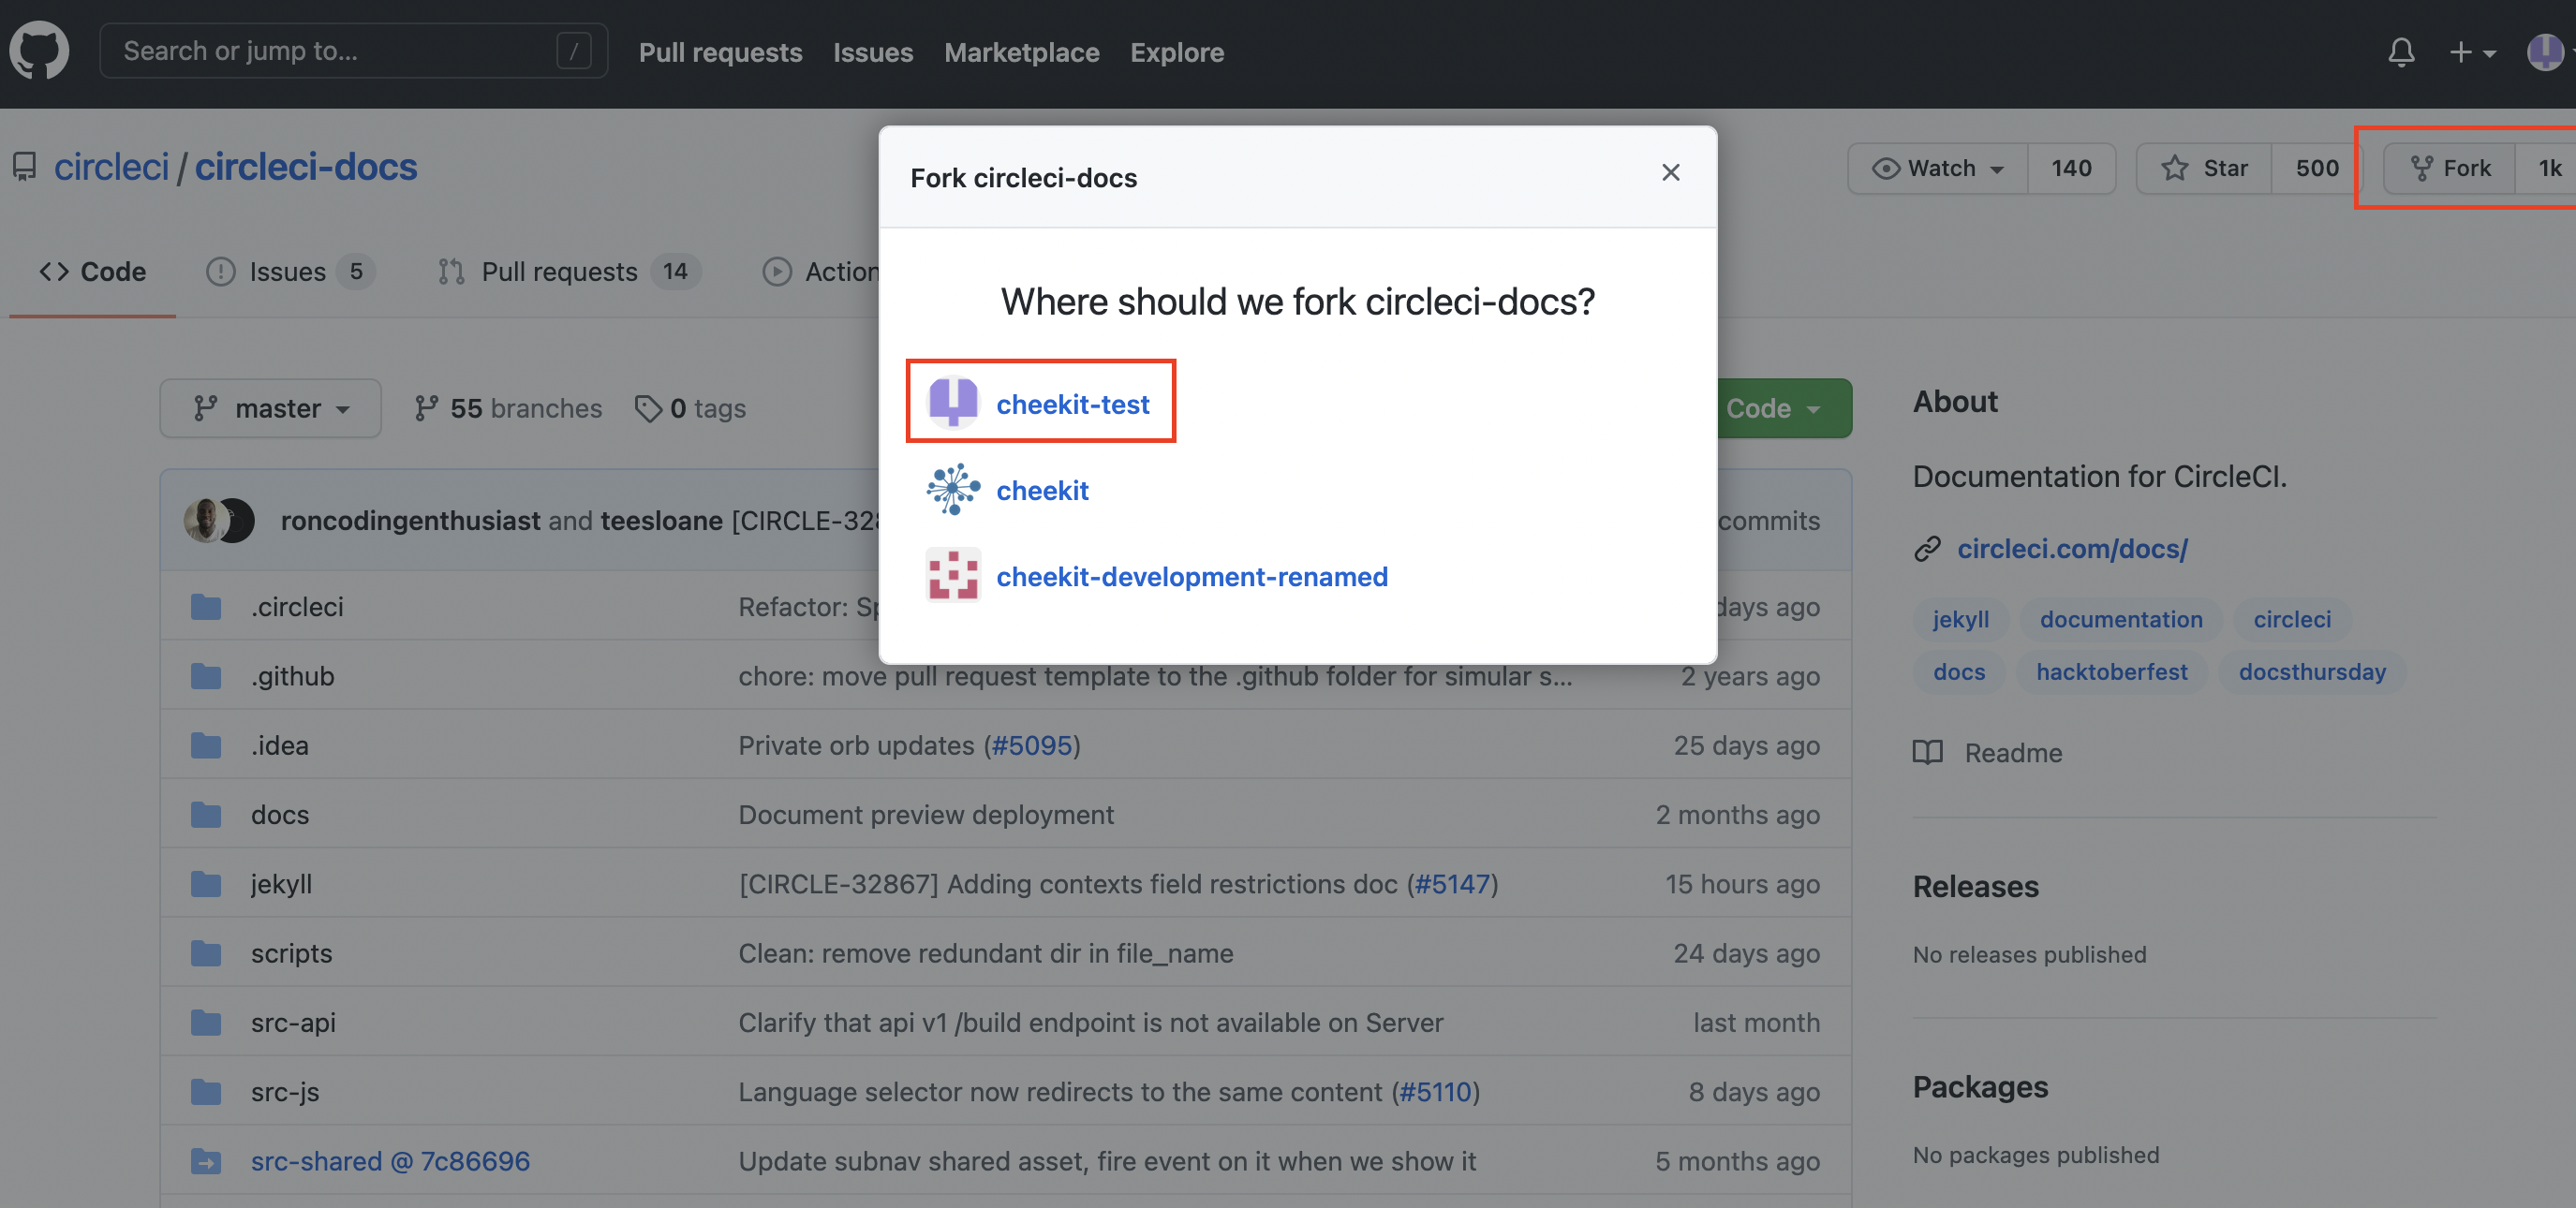 Search or jump to... /
Pull requests Issues Marketplace Explore
circleci / circleci-docs
Watch 140 Star 500 Fork 1k
Code Issues 5 Pull requests 14 Action
Fork circleci-docs
Where should we fork circleci-docs?
cheekit-test
cheekit
cheekit-development-renamed
master 55 branches 0 tags Code
roncodingenthusiast and teesloane [CIRCLE-32 commits
.circleci Refactor: days ago
.github chore: move pull request template to the .github folder for simular s... 2 years ago
.idea Private orb updates (#5095) 25 days ago
docs Document preview deployment 2 months ago
jekyll [CIRCLE-32867] Adding contexts field restrictions doc (#5147) 15 hours ago
scripts Clean: remove redundant dir in file_name 24 days ago
src-api Clarify that api v1 /build endpoint is not available on Server last month
src-js Language selector now redirects to the same content (#5110) 8 days ago
src-shared @ 7c86696 Update subnav shared asset, fire event on it when we show it 5 months ago
About
Documentation for CircleCI.
circleci.com/docs/
jekyll documentation circleci
docs hacktoberfest docsthursday
Readme
Releases
No releases published
Packages
No packages published